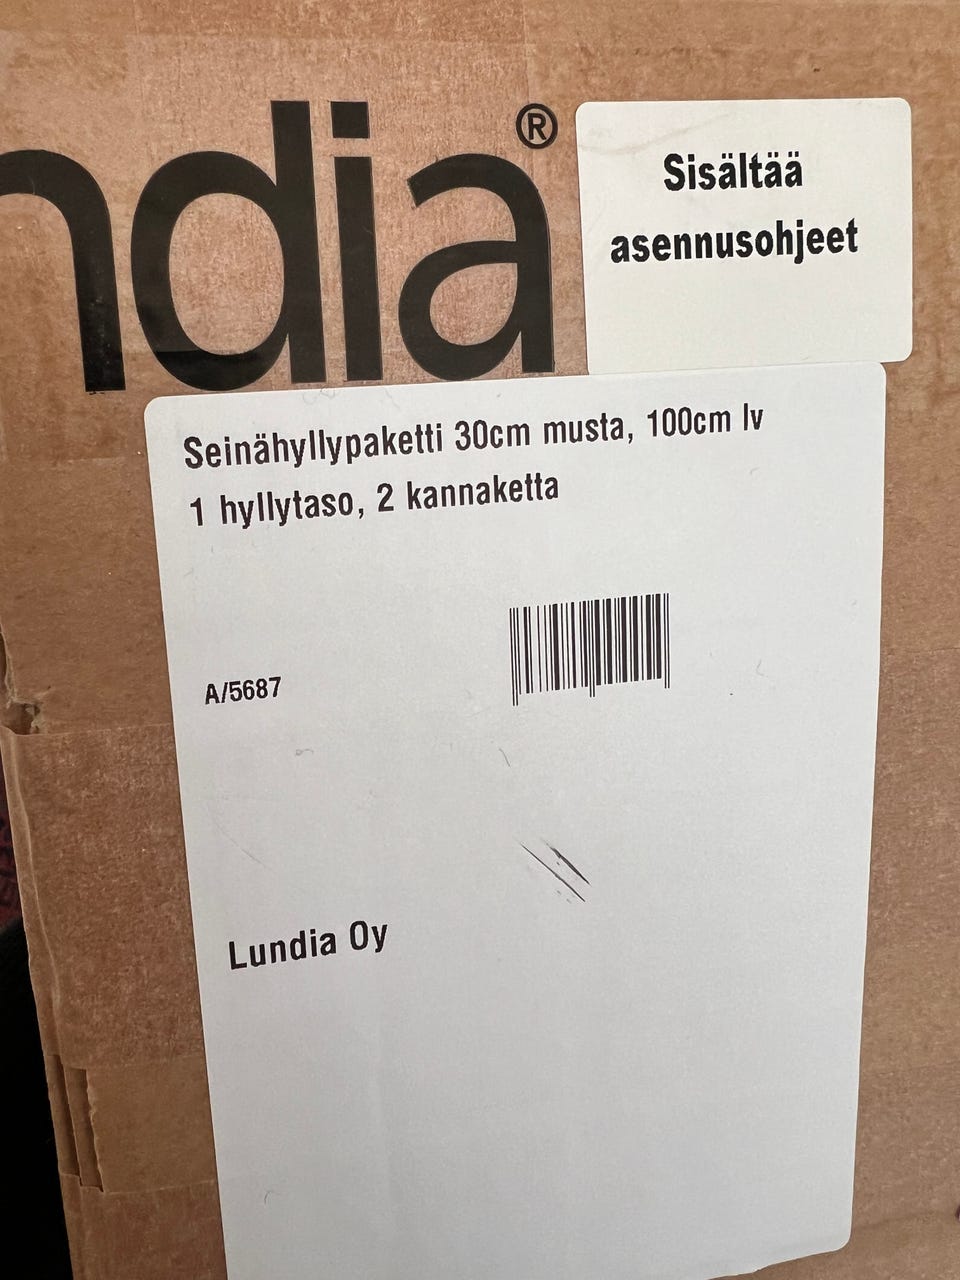 ndia®
Sisältää
asennusohjeet
Seinähyllypaketti 30cm musta, 100cm lv
1 hyllytaso, 2 kannaketta
A/5687
Lundia Oy